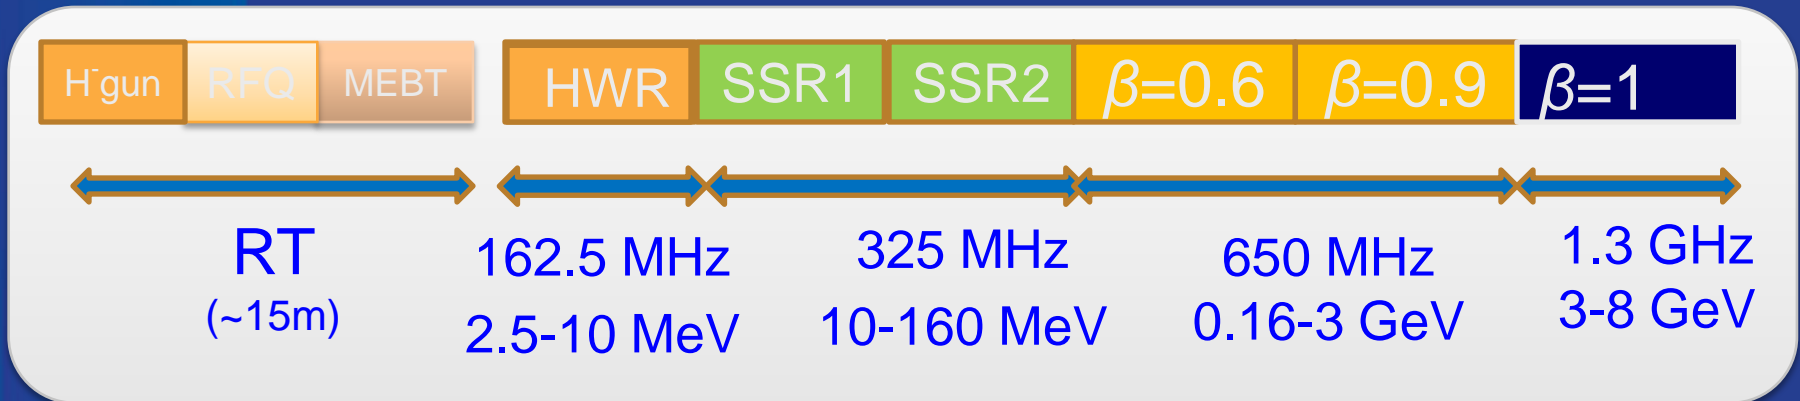 H⁻gun RFQ MEBT HWR SSR1 SSR2 β=0.6 β=0.9 β=1
RT 162.5 MHz 325 MHz 650 MHz 1.3 GHz
(~15m) 2.5-10 MeV 10-160 MeV 0.16-3 GeV 3-8 GeV